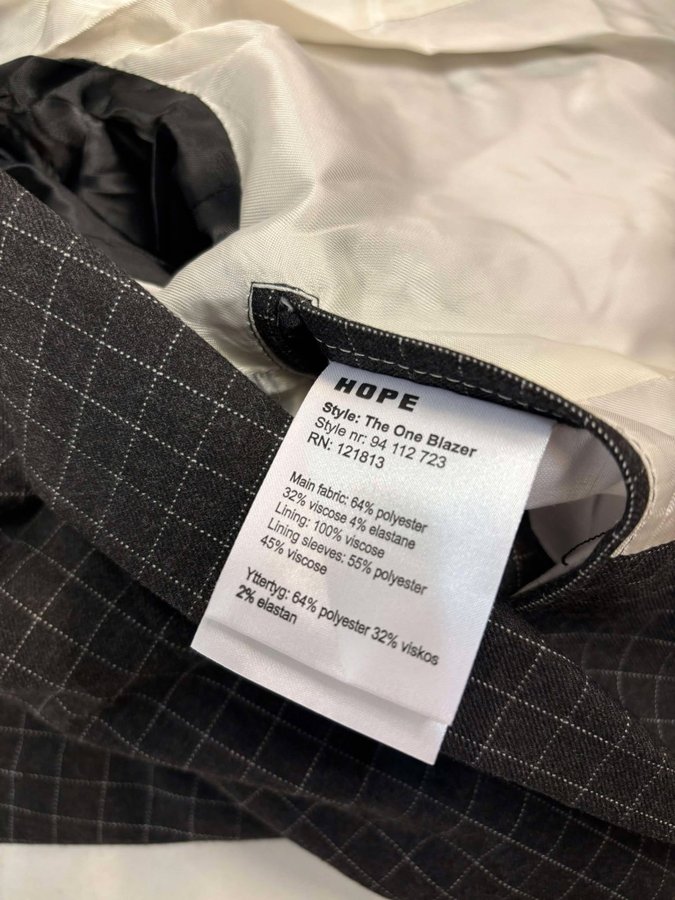 HOPE
Style: The One Blazer
Style nr: 94 112 723
RN: 121813
Main fabric: 64% polyester
32% viscose 4% elastane
Lining: 100% viscose
Lining sleeves: 55% polyester
45% viscose
Yttertyg: 64% polyester 32% viskos
2% elastan